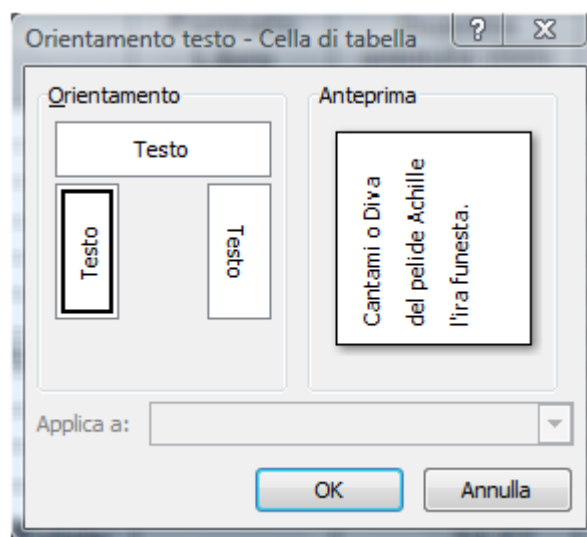 Orientamento testo - Cella di tabella
Orientamento
Testo
Testo
Testo
Anteprima
Cantami o Diva
del pelide Achille
l'ira funesta.
Applica a:
OK
Annulla